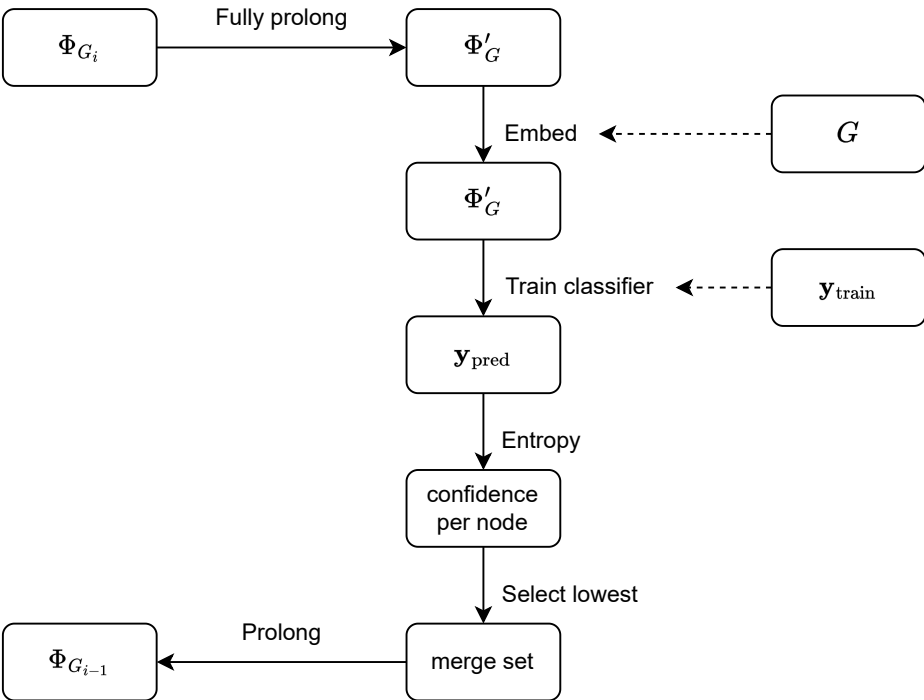 Fully prolong
Φ_{G_i}
Φ′_G
Embed
G
Φ′_G
Train classifier
y_train
y_pred
Entropy
confidence
per node
Select lowest
Prolong
Φ_{G_{i−1}}
merge set